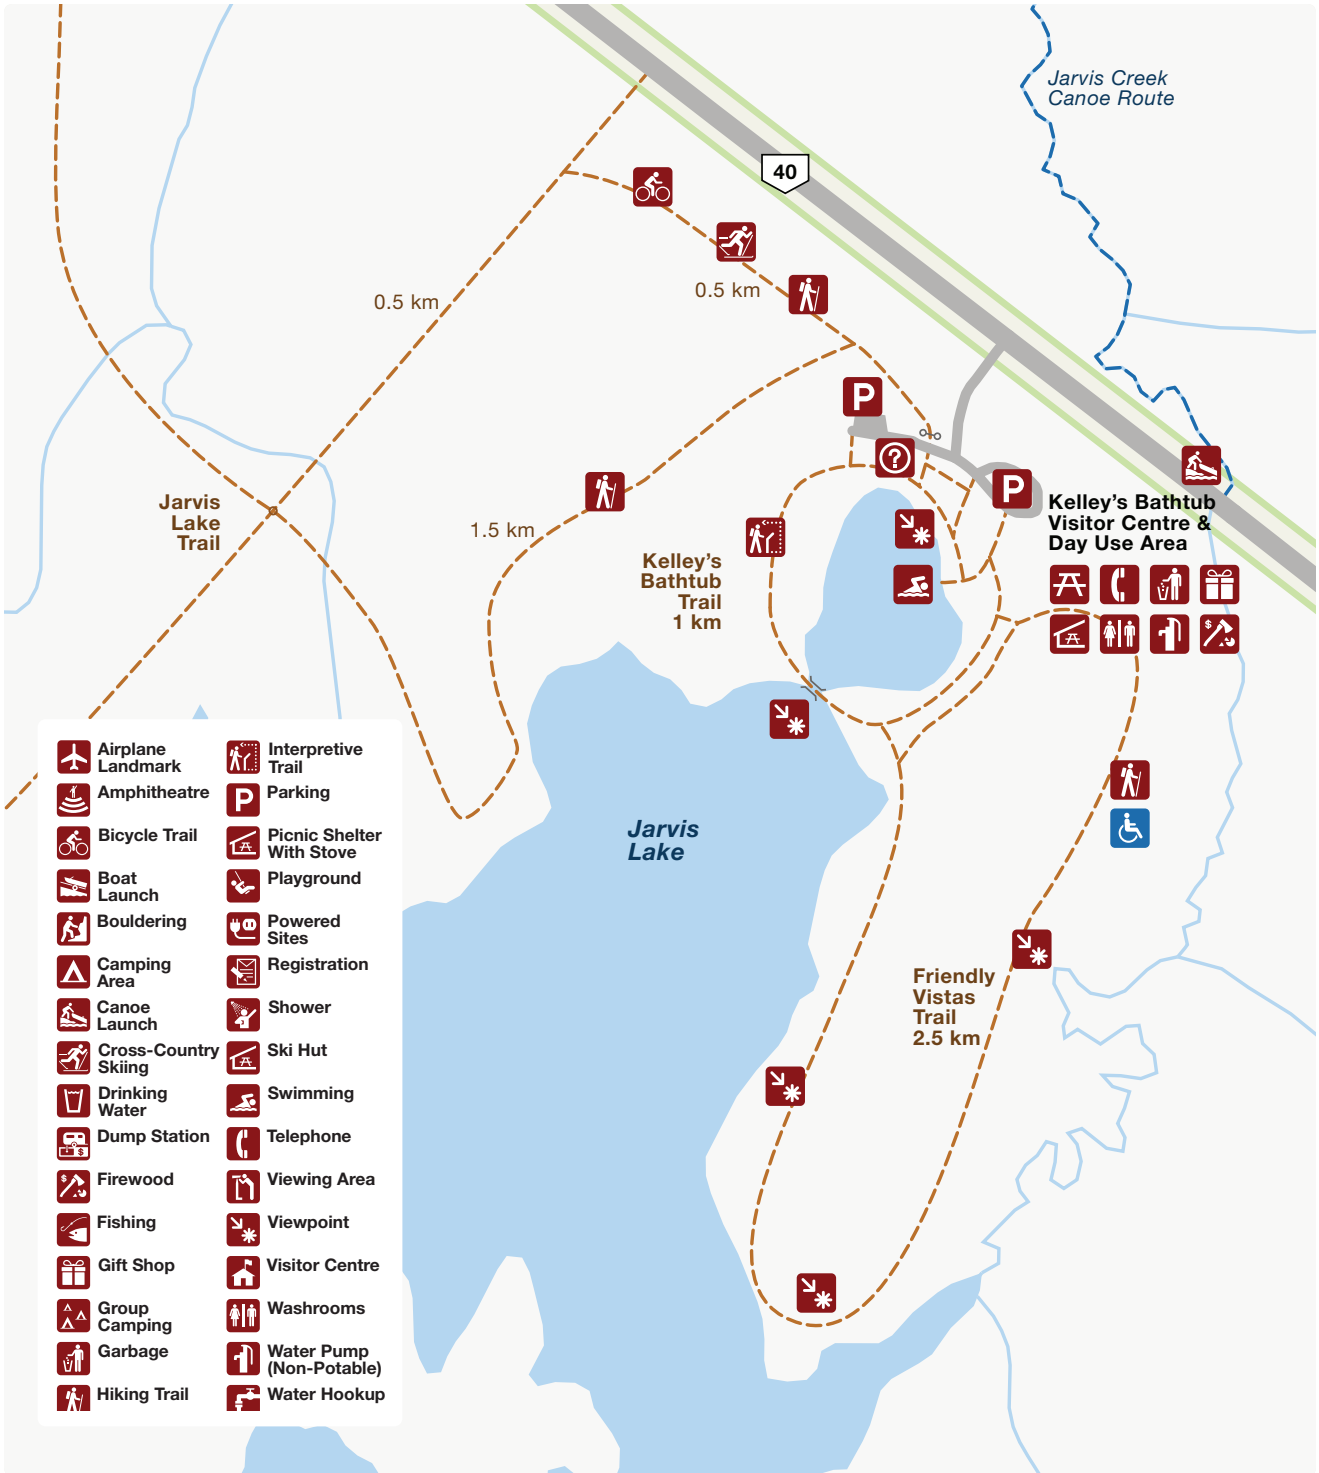 Jarvis Creek
Canoe Route
40
0.5 km
0.5 km
P
?
P
Jarvis
Lake
Trail
1.5 km
Kelley's
Bathtub
Trail
1 km
Kelley's Bathtub
Visitor Centre &
Day Use Area
$
Jarvis
Lake
Friendly
Vistas
Trail
2.5 km
Airplane
Landmark
Amphitheatre
Bicycle Trail
Boat
Launch
Bouldering
Camping
Area
Canoe
Launch
Cross-Country
Skiing
Drinking
Water
$
Dump Station
$
Firewood
Fishing
Gift Shop
Group
Camping
Garbage
Hiking Trail
Interpretive
Trail
P
Parking
Picnic Shelter
With Stove
Playground
Powered
Sites
Registration
Shower
Ski Hut
Swimming
Telephone
Viewing Area
Viewpoint
Visitor Centre
Washrooms
Water Pump
(Non-Potable)
Water Hookup